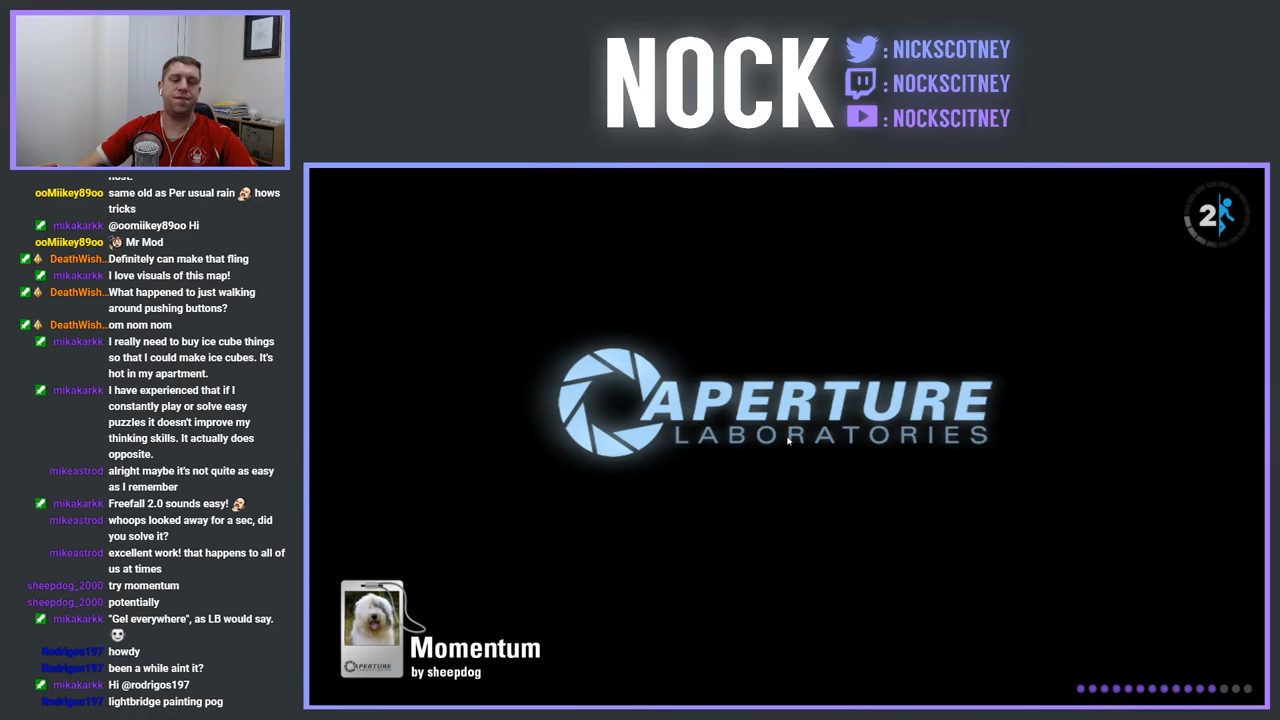 NOCK
: NICKSCOTNEY
: NOCKSCITNEY
: NOCKSCITNEY
ooMiikey89oo same old as Per usual rain hows
tricks
mikakarkk @oomiikey89oo Hi
ooMiikey89oo Mr Mod
DeathWish... Definitely can make that fling
mikakarkk I love visuals of this map!
DeathWish... What happened to just walking
around pushing buttons?
DeathWish... om nom nom
mikakarkk I really need to buy ice cube things
so that I could make ice cubes. It's
hot in my apartment.
mikakarkk I have experienced that if I
constantly play or solve easy
puzzles it doesn't improve my
thinking skills. It actually does
opposite.
mikeastrod alright maybe it's not quite as easy
as I remember
mikakarkk Freefall 2.0 sounds easy!
mikeastrod whoops looked away for a sec, did
you solve it?
mikeastrod excellent work! that happens to all of
us at times
sheepdog_2000 try momentum
sheepdog_2000 potentially
mikakarkk "Gel everywhere", as LB would say.
Rodrigos197 howdy
Rodrigos197 been a while aint it?
mikakarkk Hi @rodrigos197
Rodrigos197 lightbridge painting pog
2
APERTURE
LABORATORIES
APERTURE
Momentum
by sheepdog